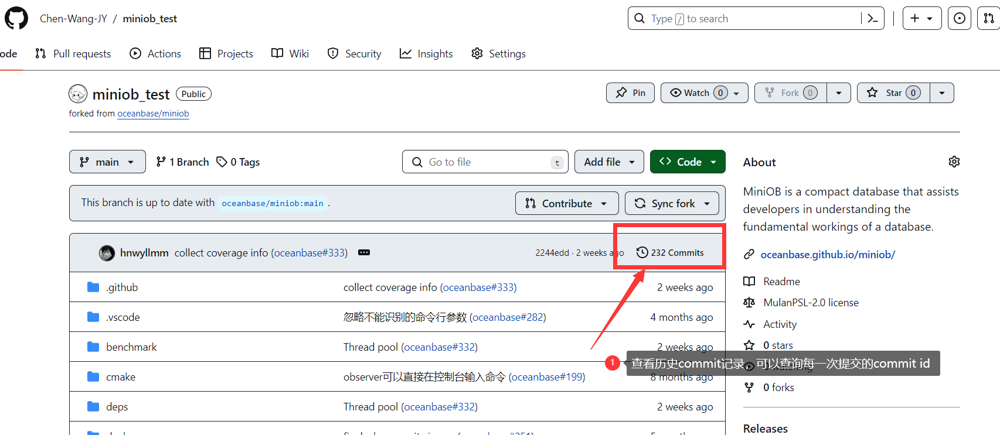 Chen-Wang-JY / miniob_test
Type / to search
ode Pull requests Actions Projects Wiki Security Insights Settings
miniob_test Public
forked from oceanbase/miniob
Pin Watch 0 Fork 0 Star 0
main 1 Branch 0 Tags Go to file t Add file Code
This branch is up to date with oceanbase/miniob:main .
Contribute Sync fork
hnwyllmm collect coverage info (oceanbase#333) 2244edd · 2 weeks ago 232 Commits
.github collect coverage info (oceanbase#333) 2 weeks ago
.vscode 忽略不能识别的命令行参数 (oceanbase#282) 4 months ago
benchmark Thread pool (oceanbase#332) 2 weeks ago
1 查看历史commit记录，可以查询每一次提交的commit id
cmake observer可以直接在控制台输入命令 (oceanbase#199) 8 months ago
deps Thread pool (oceanbase#332) 2 weeks ago
About
MiniOB is a compact database that assists
developers in understanding the
fundamental workings of a database.
oceanbase.github.io/miniob/
Readme
MulanPSL-2.0 license
Activity
0 stars
0 watching
0 forks
Releases